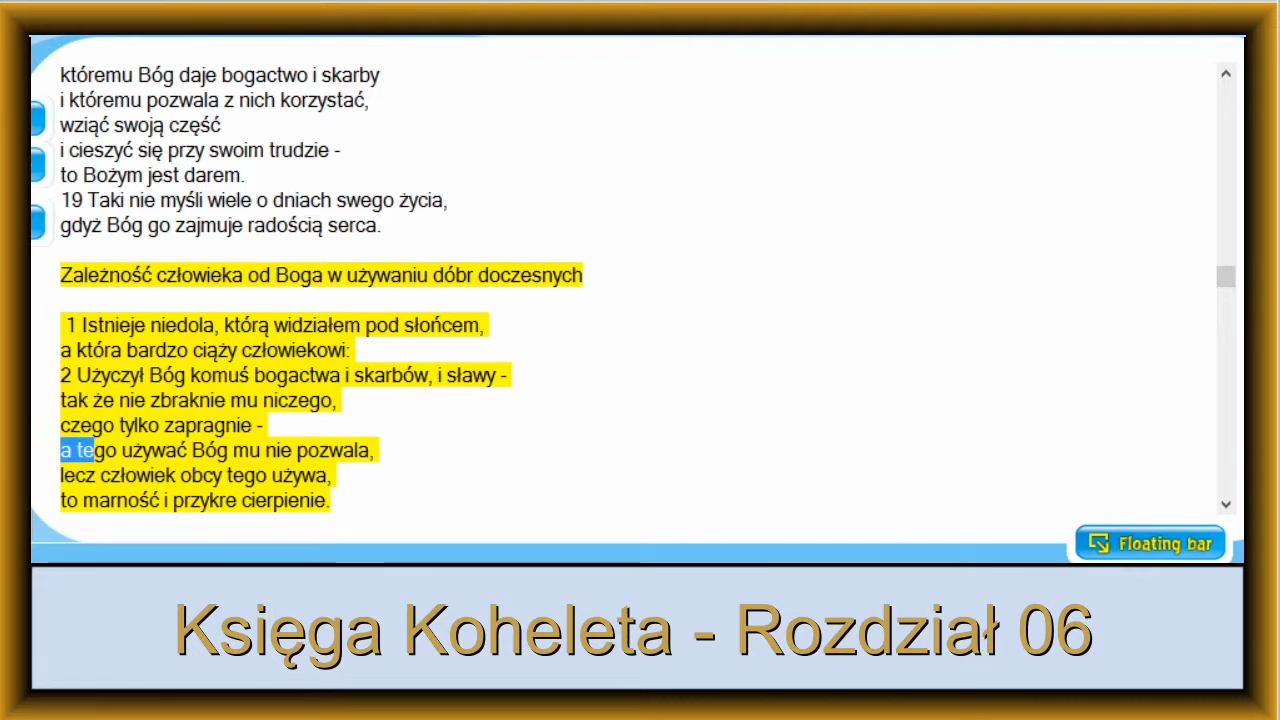 któremu Bóg daje bogactwo i skarby
i któremu pozwala z nich korzystać,
wziąć swoją część
i cieszyć się przy swoim trudzie -
to Bożym jest darem.
19 Taki nie myśli wiele o dniach swego życia,
gdyż Bóg go zajmuje radością serca.
Zależność człowieka od Boga w używaniu dóbr doczesnych
1 Istnieje niedola, którą widziałem pod słońcem,
a która bardzo ciąży człowiekowi:
2 Użyczył Bóg komuś bogactwa i skarbów, i sławy -
tak że nie zbraknie mu niczego,
czego tylko zapragnie -
a tego używać Bóg mu nie pozwala,
lecz człowiek obcy tego używa,
to marność i przykre cierpienie.
Floating bar
Księga Koheleta - Rozdział 06